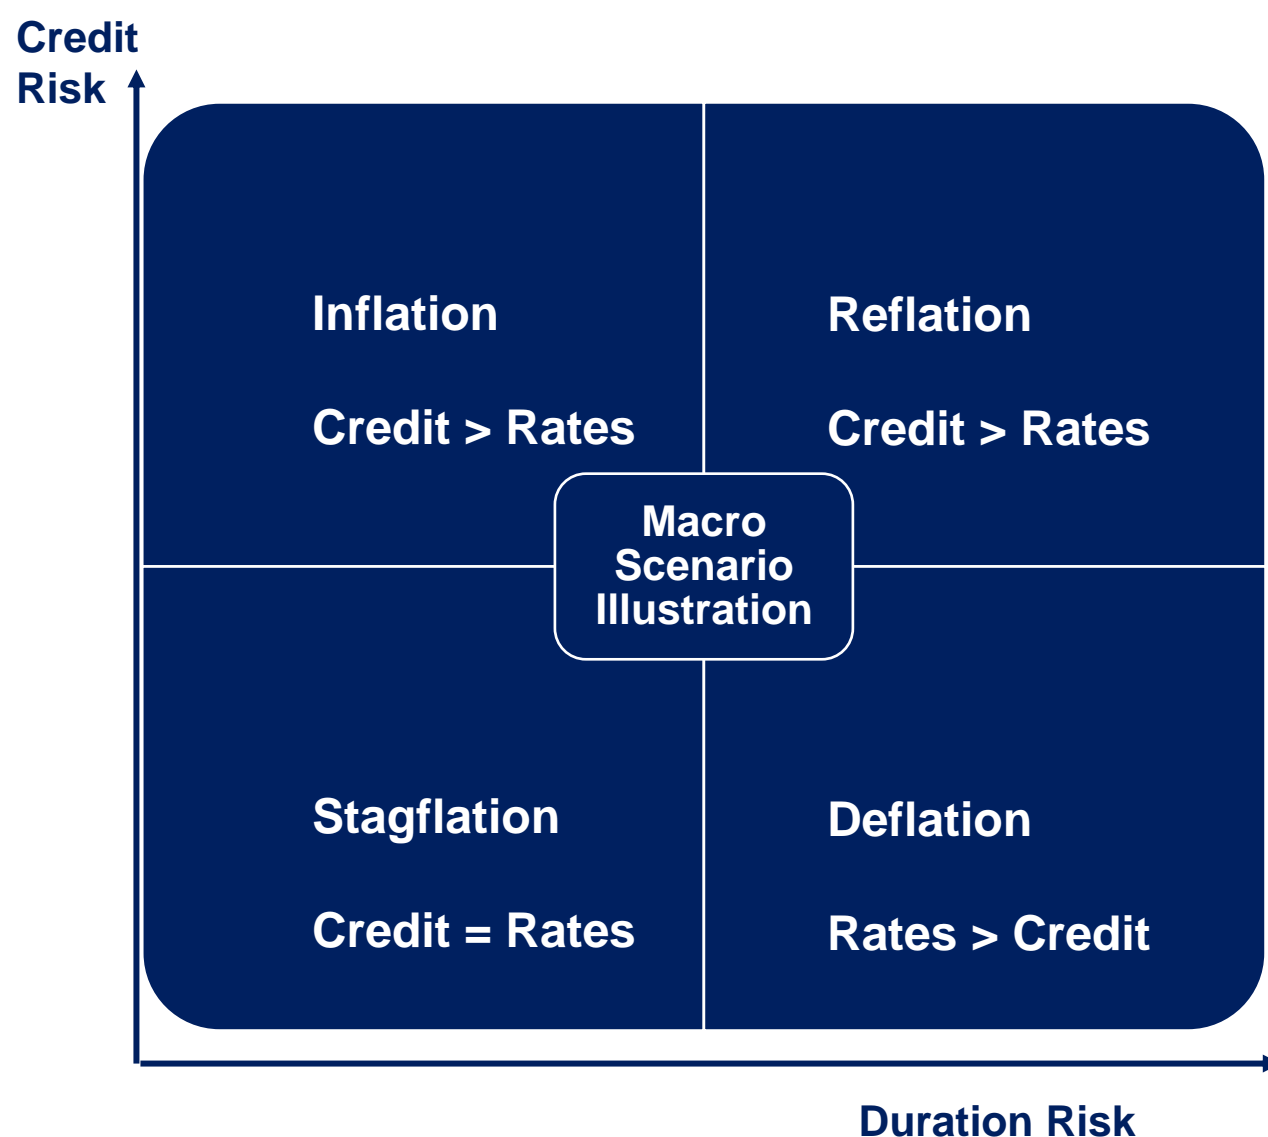 Credit
Risk
Inflation
Credit > Rates
Reflation
Credit > Rates
Macro
Scenario
Illustration
Stagflation
Credit = Rates
Deflation
Rates > Credit
Duration Risk